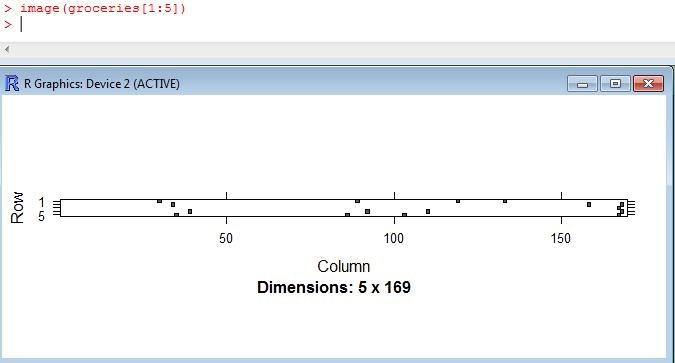 > image(groceries[1:5])
>
R Graphics: Device 2 (ACTIVE)
Row
1
5
50 100 150
Column
Dimensions: 5 x 169